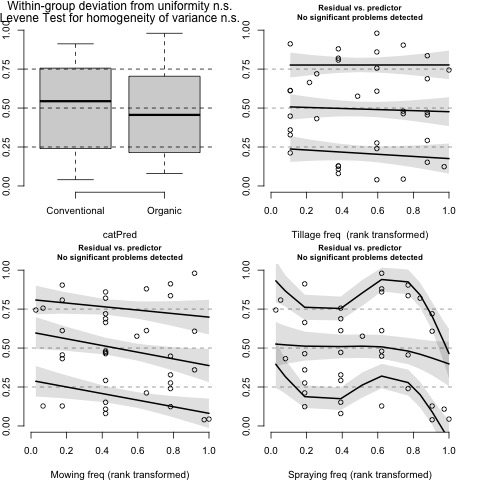 Within-group deviation from uniformity n.s.
Levene Test for homogeneity of variance n.s.
0.00 0.25 0.50 0.75 1.00
Conventional Organic
catPred
Residual vs. predictor
No significant problems detected
0.00 0.25 0.50 0.75 1.00
0.0 0.2 0.4 0.6 0.8 1.0
Tillage freq (rank transformed)
Residual vs. predictor
No significant problems detected
0.00 0.25 0.50 0.75 1.00
0.0 0.2 0.4 0.6 0.8 1.0
Mowing freq (rank transformed)
Residual vs. predictor
No significant problems detected
0.00 0.25 0.50 0.75 1.00
0.0 0.2 0.4 0.6 0.8 1.0
Spraying freq (rank transformed)